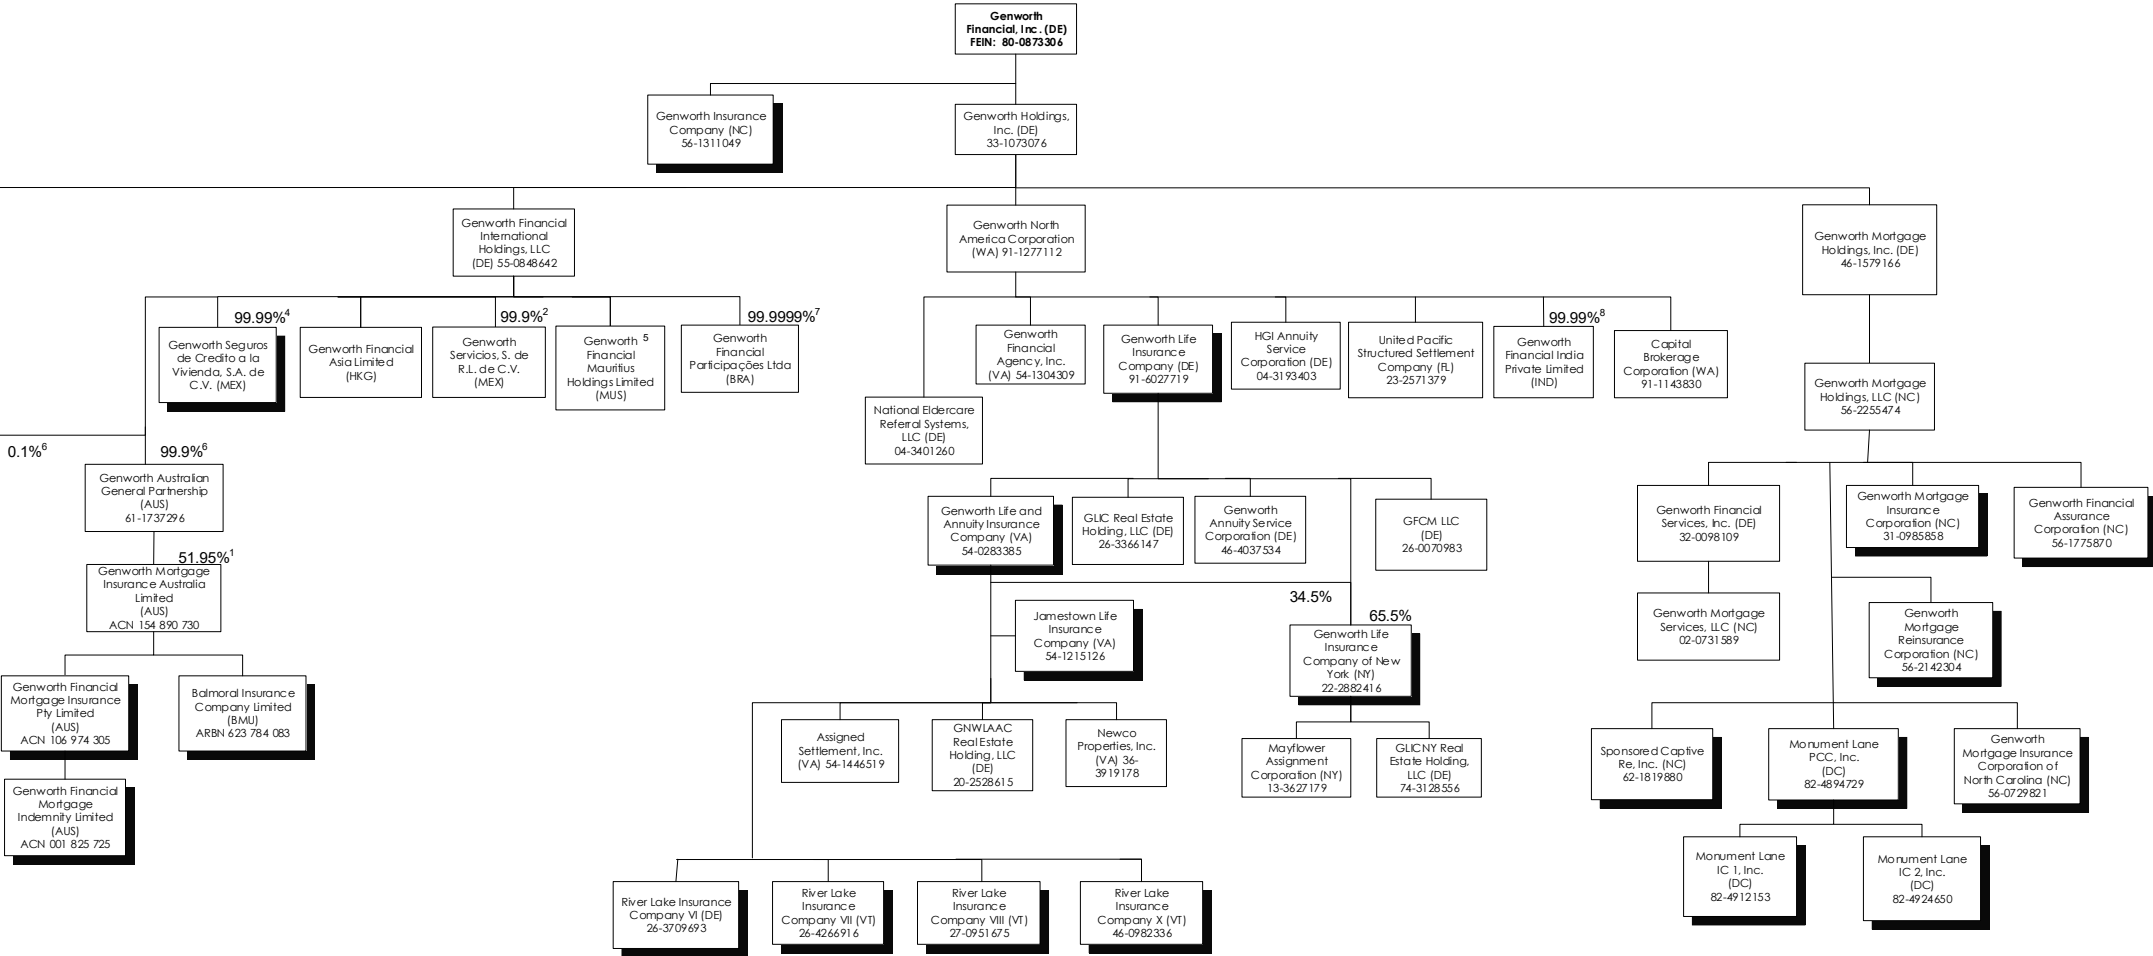 Genworth
Financial, Inc. (DE)
FEIN: 80-0873306
Genworth Insurance
Company (NC)
56-1311049
Genworth Holdings,
Inc. (DE)
33-1073076
Genworth Financial
International
Holdings, LLC
(DE) 55-0848642
Genworth North
America Corporation
(WA) 91-1277112
Genworth Mortgage
Holdings, Inc. (DE)
46-1579166
99.99%4
Genworth Seguros
de Credito a la
Vivienda, S.A. de
C.V. (MEX)
Genworth Financial
Asia Limited
(HKG)
99.9%2
Genworth
Servicios, S. de
R.L. de C.V.
(MEX)
Genworth 5
Financial
Mauritius
Holdings Limited
(MUS)
99.9999%7
Genworth
Financial
Participações Ltda
(BRA)
National Eldercare
Referral Systems,
LLC (DE)
04-3401260
Genworth
Financial
Agency, Inc.
(VA) 54-1304309
Genworth Life
Insurance
Company (DE)
91-6027719
HGI Annuity
Service
Corporation (DE)
04-3193403
United Pacific
Structured Settlement
Company (FL)
23-2571379
99.99%8
Genworth
Financial India
Private Limited
(IND)
Capital
Brokerage
Corporation (WA)
91-1143830
Genworth Mortgage
Holdings, LLC (NC)
56-2255474
0.1%6
99.9%6
Genworth Australian
General Partnership
(AUS)
61-1737296
51.95%1
Genworth Mortgage
Insurance Australia
Limited
(AUS)
ACN 154 890 730
Genworth Financial
Mortgage Insurance
Pty Limited
(AUS)
ACN 106 974 305
Balmoral Insurance
Company Limited
(BMU)
ARBN 623 784 083
Genworth Financial
Mortgage
Indemnity Limited
(AUS)
ACN 001 825 725
Genworth Life and
Annuity Insurance
Company (VA)
54-0283385
GLIC Real Estate
Holding, LLC (DE)
26-3366147
Genworth
Annuity Service
Corporation (DE)
46-4037534
GFCM LLC
(DE)
26-0070983
34.5%
65.5%
Jamestown Life
Insurance
Company (VA)
54-1215126
Genworth Life
Insurance
Company of New
York (NY)
22-2882416
Assigned
Settlement, Inc.
(VA) 54-1446519
GNWLAAC
Real Estate
Holding, LLC
(DE)
20-2528615
Newco
Properties, Inc.
(VA) 36-
3919178
Mayflower
Assignment
Corporation (NY)
13-3627179
GLICNY Real
Estate Holding,
LLC (DE)
74-3128556
River Lake Insurance
Company VI (DE)
26-3709693
River Lake
Insurance
Company VII (VT)
26-4266916
River Lake
Insurance
Company VIII (VT)
27-0951675
River Lake
Insurance
Company X (VT)
46-0982336
Genworth Financial
Services, Inc. (DE)
32-0098109
Genworth Mortgage
Insurance
Corporation (NC)
31-0985858
Genworth Financial
Assurance
Corporation (NC)
56-1775870
Genworth Mortgage
Services, LLC (NC)
02-0731589
Genworth
Mortgage
Reinsurance
Corporation (NC)
56-2142304
Sponsored Captive
Re, Inc. (NC)
62-1819880
Monument Lane
PCC, Inc.
(DC)
82-4894729
Genworth
Mortgage Insurance
Corporation of
North Carolina (NC)
56-0729821
Monument Lane
IC 1, Inc.
(DC)
82-4912153
Monument Lane
IC 2, Inc.
(DC)
82-4924650